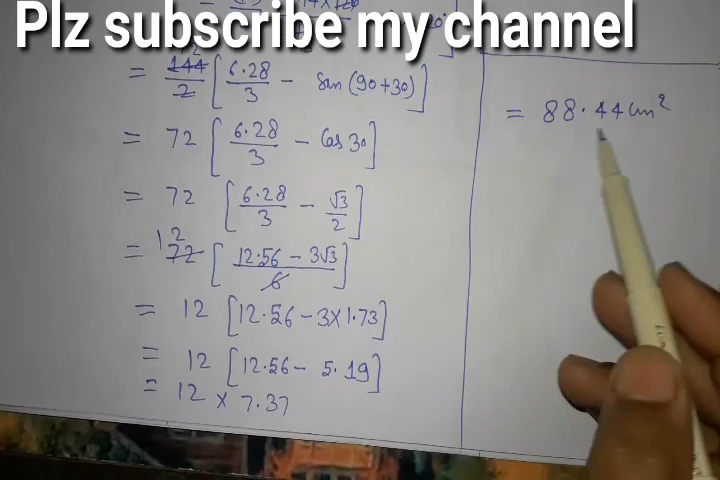 Plz subscribe my channel
= 144/2 [ 6.28/3 - Sin (90+30) ]
= 72 [ 6.28/3 - Cos 30 ]
= 72 [ 6.28/3 - √3/2 ]
= 12 72 [ 12.56 - 3√3 / 6 ]
= 12 [ 12.56 - 3×1.73 ]
= 12 [ 12.56 - 5.19 ]
= 12 × 7.37
= 88.44 cm²